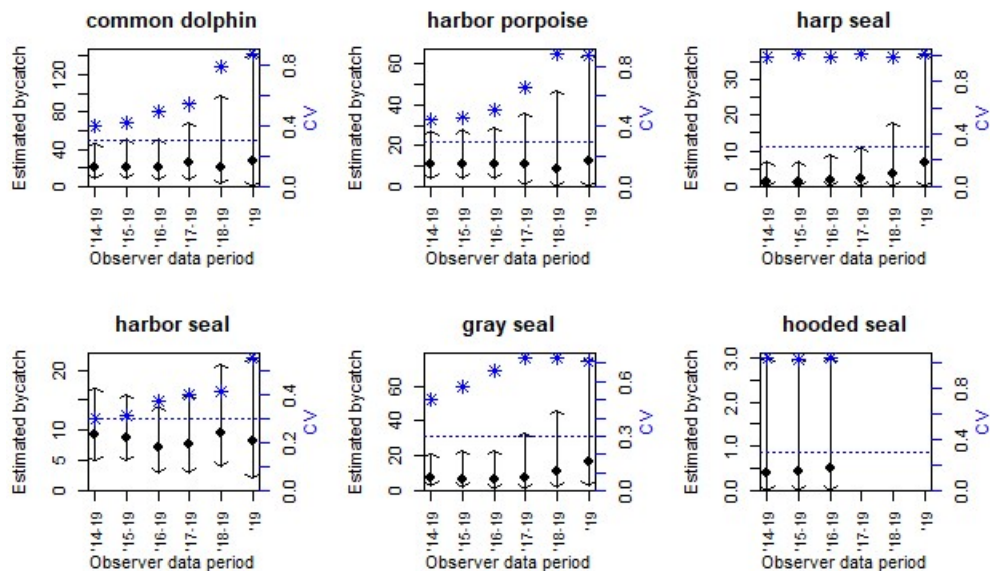 common dolphin
harbor porpoise
harp seal
Estimated bycatch
0 40 80 120
0.0 0.4 0.8
CV
'14-19 '15-19 '16-19 '17-19 '18-19 '19
Observer data period
Estimated bycatch
0 20 40 60
0.0 0.4 0.8
CV
'14-19 '15-19 '16-19 '17-19 '18-19 '19
Observer data period
Estimated bycatch
0 10 20 30
0.0 0.4 0.8
CV
'14-19 '15-19 '16-19 '17-19 '18-19 '19
Observer data period
harbor seal
gray seal
hooded seal
Estimated bycatch
0 5 10 20
0.0 0.2 0.4
CV
'14-19 '15-19 '16-19 '17-19 '18-19 '19
Observer data period
Estimated bycatch
0 20 40 60
0.0 0.3 0.6
CV
'14-19 '15-19 '16-19 '17-19 '18-19 '19
Observer data period
Estimated bycatch
0.0 1.0 2.0 3.0
0.0 0.4 0.8
CV
'14-19 '15-19 '16-19 '17-19 '18-19 '19
Observer data period